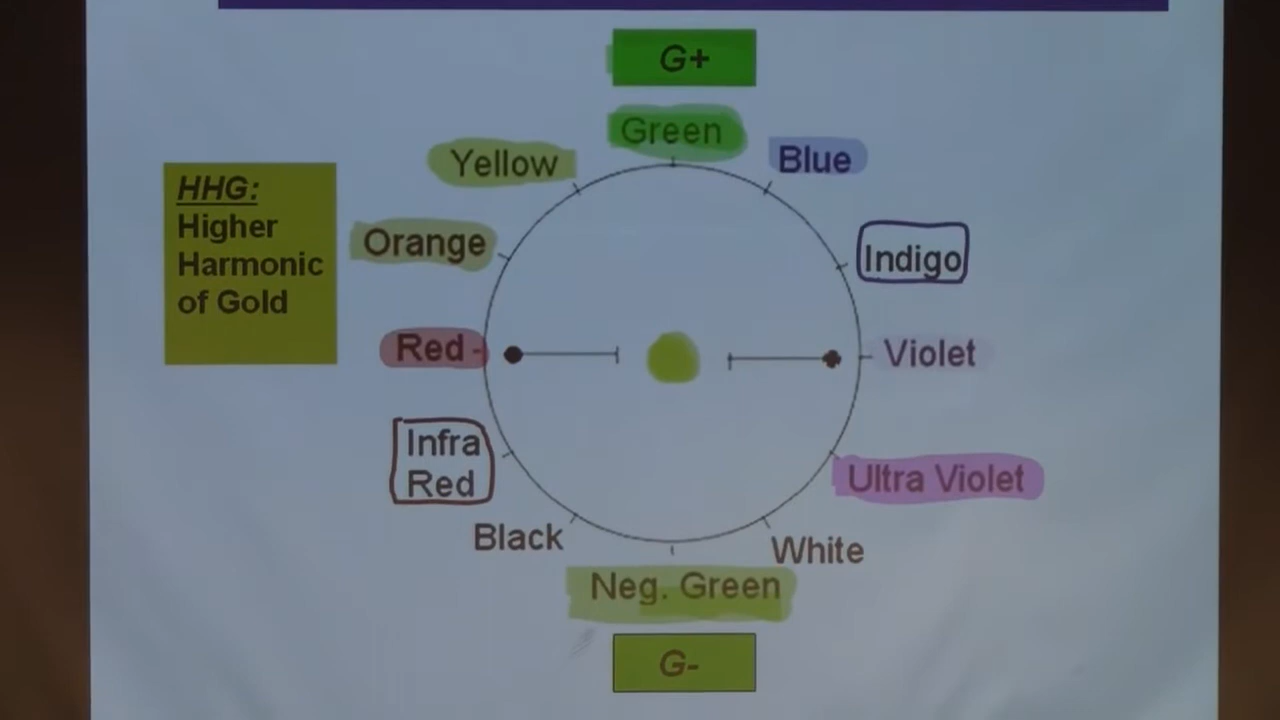 G+
Green
Yellow
Blue
HHG:
Higher
Harmonic
of Gold
Orange
Indigo
Red
Violet
Infra
Red
Ultra Violet
Black
White
Neg. Green
G-